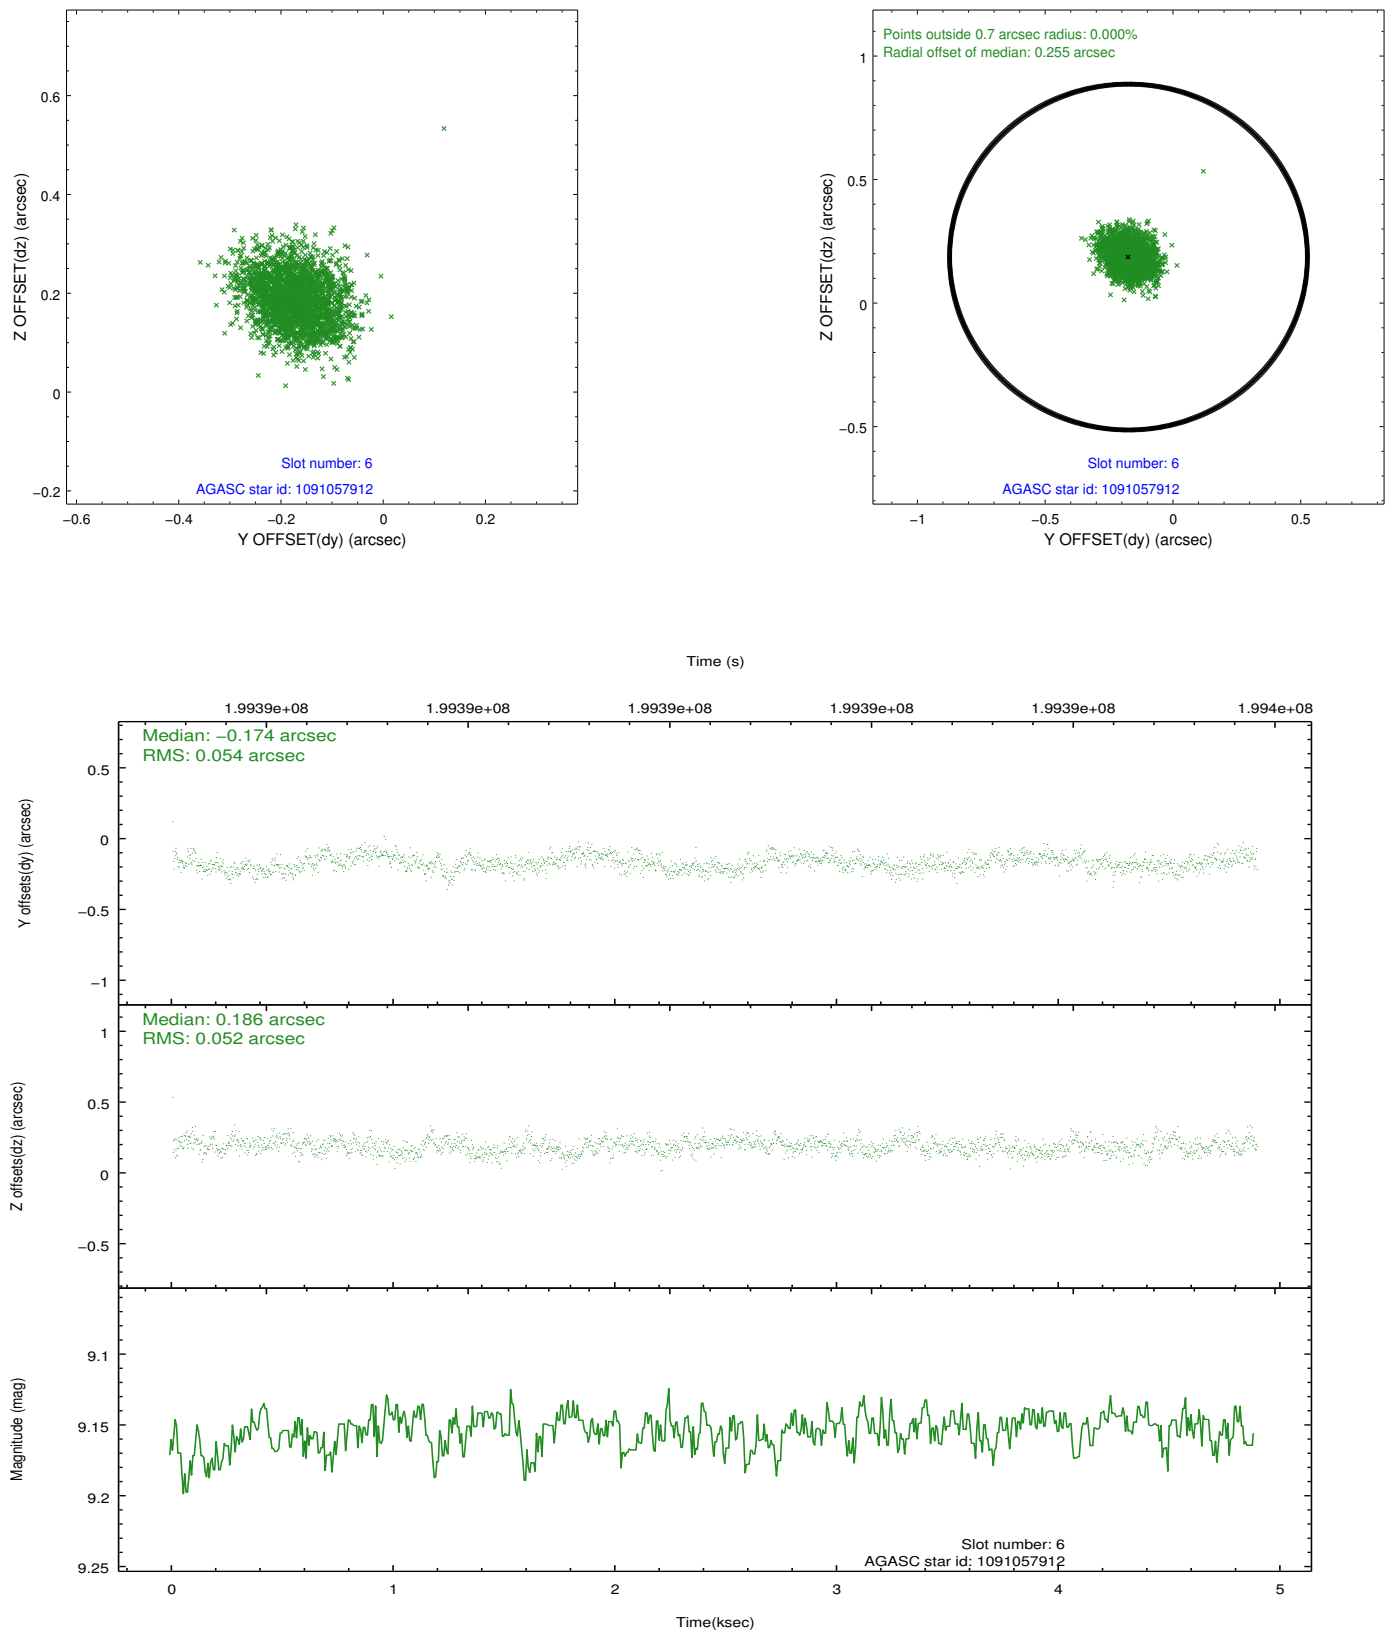 0.6
0.4
0.2
0
−0.2
−0.6
−0.4
−0.2
0
0.2
Z OFFSET(dz) (arcsec)
Y OFFSET(dy) (arcsec)
Slot number: 6
AGASC star id: 1091057912
Points outside 0.7 arcsec radius: 0.000%
Radial offset of median: 0.255 arcsec
1
0.5
0
−0.5
−1
−0.5
0
0.5
Z OFFSET(dz) (arcsec)
Y OFFSET(dy) (arcsec)
Slot number: 6
AGASC star id: 1091057912
Time (s)
1.9939e+08
1.9939e+08
1.9939e+08
1.9939e+08
1.9939e+08
1.994e+08
Median: −0.174 arcsec
RMS: 0.054 arcsec
0.5
0
−0.5
−1
Y offsets(dy) (arcsec)
Median: 0.186 arcsec
RMS: 0.052 arcsec
1
0.5
0
−0.5
Z offsets(dz) (arcsec)
9.1
9.15
9.2
9.25
Magnitude (mag)
Slot number: 6
AGASC star id: 1091057912
0
1
2
3
4
5
Time(ksec)